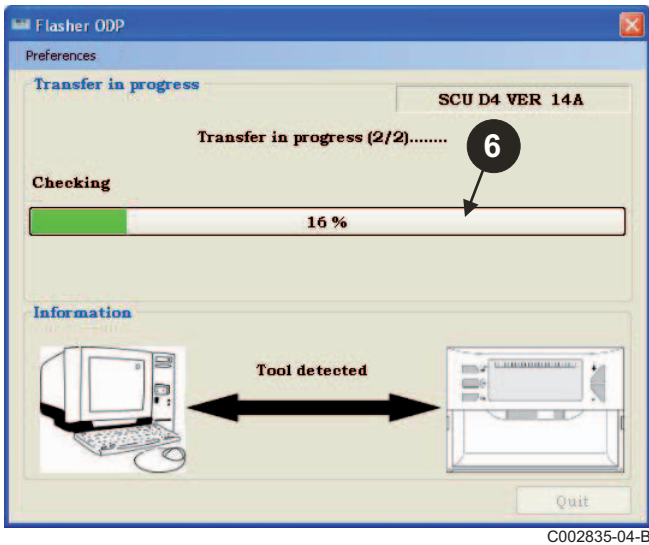 Flasher ODP
Preferences
Transfer in progress
SCU D4 VER 14A
Transfer in progress (2/2)........
6
Checking
16 %
Information
Tool detected
Quit
C002835-04-B